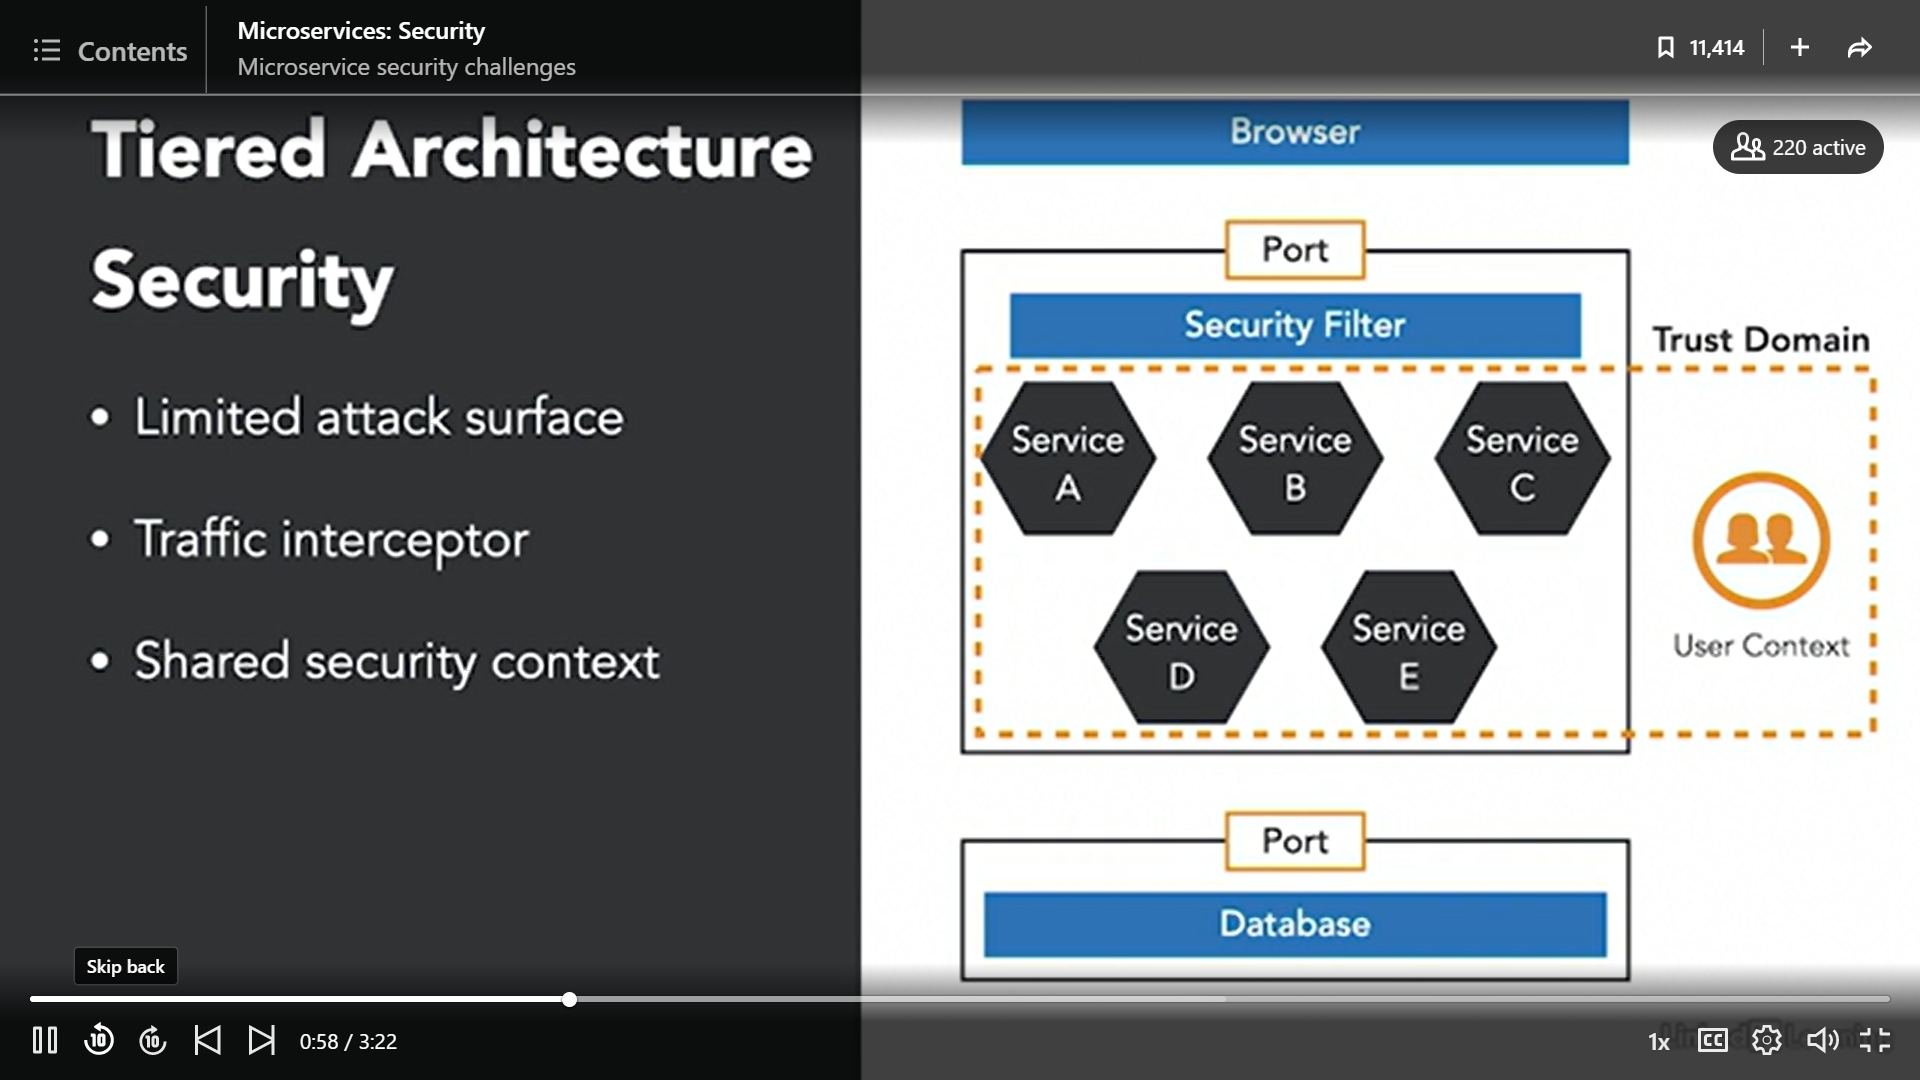 Contents
Microservices: Security
Microservice security challenges
11,414
220 active
Tiered Architecture
Security
• Limited attack surface
• Traffic interceptor
• Shared security context
Browser
Port
Security Filter
Trust Domain
Service
A
Service
B
Service
C
Service
D
Service
E
User Context
Port
Database
Skip back
10
10
0:58 / 3:22
1x
CC